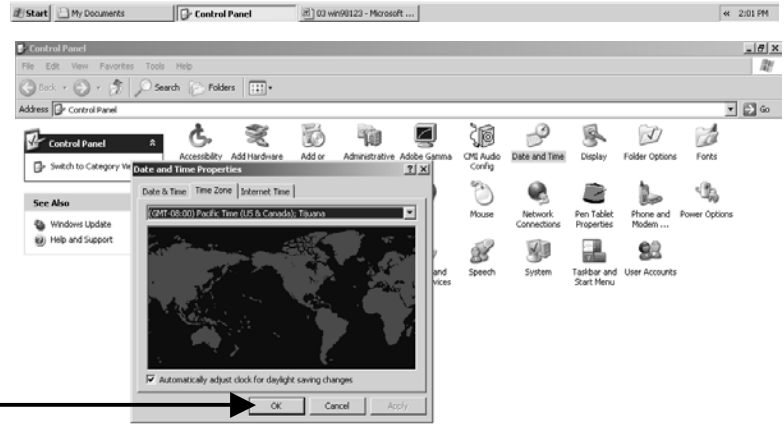 Start My Documents Control Panel 03 win98123 - Microsoft ... « 2:01 PM
Control Panel
File Edit View Favorites Tools Help
Back Search Folders
Address Control Panel Go
Control Panel
Switch to Category Vie
See Also
Windows Update
Help and Support
Accessibility Add Hardware Add or Administrative Adobe Gamma CMI Audio Config Date and Time Display Folder Options Fonts
Mouse Network Connections Pen Tablet Properties Phone and Modem ... Power Options
and vices Speech System Taskbar and Start Menu User Accounts
Date and Time Properties
Date & Time Time Zone Internet Time
(GMT-08:00) Pacific Time (US & Canada); Tijuana
Automatically adjust clock for daylight saving changes
OK Cancel Apply